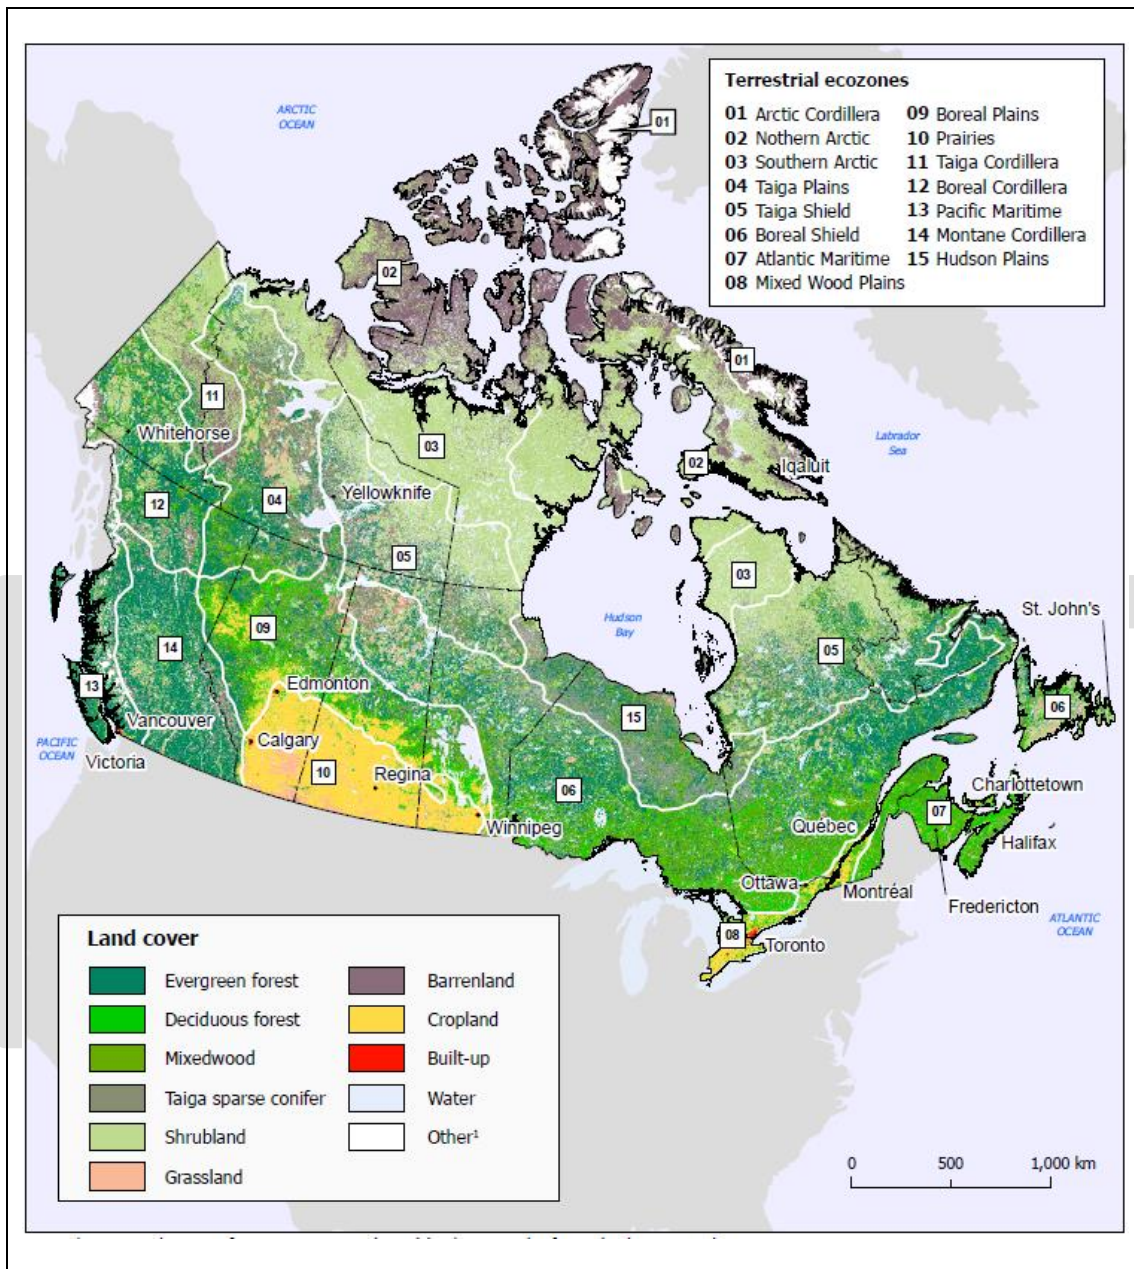 Terrestrial ecozones
01 Arctic Cordillera
02 Nothern Arctic
03 Southern Arctic
04 Taiga Plains
05 Taiga Shield
06 Boreal Shield
07 Atlantic Maritime
08 Mixed Wood Plains
09 Boreal Plains
10 Prairies
11 Taiga Cordillera
12 Boreal Cordillera
13 Pacific Maritime
14 Montane Cordillera
15 Hudson Plains
ARCTIC
OCEAN
01
02
01
11
Whitehorse
03
Labrador
Sea
02
Iqaluit
12
04
Yellowknife
05
03
Hudson
Bay
St. John's
09
14
05
13
Edmonton
15
06
Vancouver
PACIFIC
OCEAN
Victoria
Calgary
10
Regina
06
Charlottetown
07
Winnipeg
Québec
Halifax
Ottawa
Montréal
Fredericton
ATLANTIC
OCEAN
08
Toronto
Land cover
Evergreen forest
Deciduous forest
Mixedwood
Taiga sparse conifer
Shrubland
Grassland
Barrenland
Cropland
Built-up
Water
Other¹
0 500 1,000 km